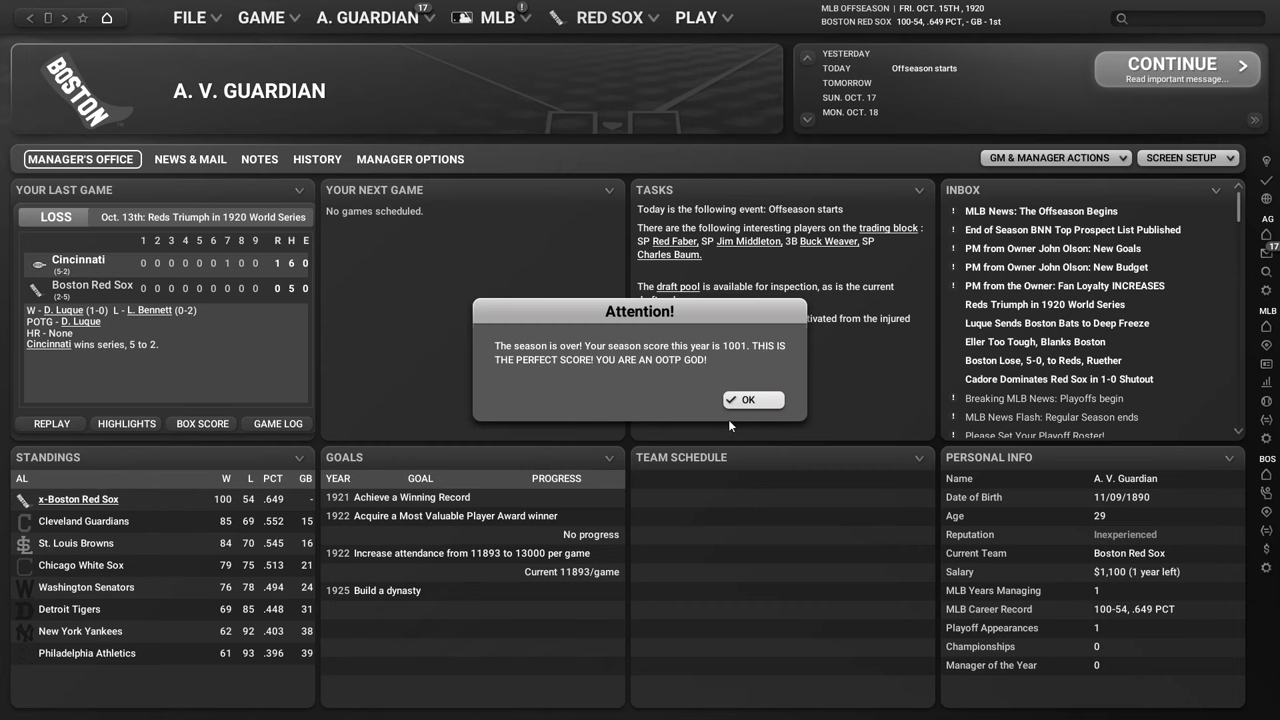 FILE GAME A. GUARDIAN 17 MLB ! RED SOX PLAY
MLB OFFSEASON | FRI. OCT. 15TH , 1920
BOSTON RED SOX 100-54, .649 PCT, - GB - 1st
BOSTON
A. V. GUARDIAN
YESTERDAY
TODAY Offseason starts
TOMORROW
SUN. OCT. 17
MON. OCT. 18
CONTINUE
Read important message...
MANAGER'S OFFICE NEWS & MAIL NOTES HISTORY MANAGER OPTIONS
GM & MANAGER ACTIONS SCREEN SETUP
YOUR LAST GAME
LOSS Oct. 13th: Reds Triumph in 1920 World Series
1 2 3 4 5 6 7 8 9 R H E
Cincinnati 0 0 0 0 0 0 1 0 0 1 6 0
(5-2)
Boston Red Sox 0 0 0 0 0 0 0 0 0 0 5 0
(2-5)
W - D. Luque (1-0) L - L. Bennett (0-2)
POTG - D. Luque
HR - None
Cincinnati wins series, 5 to 2.
REPLAY HIGHLIGHTS BOX SCORE GAME LOG
YOUR NEXT GAME
No games scheduled.
TASKS
Today is the following event: Offseason starts
There are the following interesting players on the trading block :
SP Red Faber, SP Jim Middleton, 3B Buck Weaver, SP
Charles Baum.
The draft pool is available for inspection, as is the current
tivated from the injured
INBOX
! MLB News: The Offseason Begins
! End of Season BNN Top Prospect List Published
! PM from Owner John Olson: New Goals
! PM from Owner John Olson: New Budget
! PM from the Owner: Fan Loyalty INCREASES
Reds Triumph in 1920 World Series
Luque Sends Boston Bats to Deep Freeze
Eller Too Tough, Blanks Boston
Boston Lose, 5-0, to Reds, Ruether
Cadore Dominates Red Sox in 1-0 Shutout
! Breaking MLB News: Playoffs begin
! MLB News Flash: Regular Season ends
! Please Set Your Playoff Roster!
Attention!
The season is over! Your season score this year is 1001. THIS IS
THE PERFECT SCORE! YOU ARE AN OOTP GOD!
OK
STANDINGS
AL W L PCT GB
x-Boston Red Sox 100 54 .649 -
Cleveland Guardians 85 69 .552 15
St. Louis Browns 84 70 .545 16
Chicago White Sox 79 75 .513 21
Washington Senators 76 78 .494 24
Detroit Tigers 69 85 .448 31
New York Yankees 62 92 .403 38
Philadelphia Athletics 61 93 .396 39
GOALS
YEAR GOAL PROGRESS
1921 Achieve a Winning Record
1922 Acquire a Most Valuable Player Award winner
No progress
1922 Increase attendance from 11893 to 13000 per game
Current 11893/game
1925 Build a dynasty
TEAM SCHEDULE
PERSONAL INFO
Name A. V. Guardian
Date of Birth 11/09/1890
Age 29
Reputation Inexperienced
Current Team Boston Red Sox
Salary $1,100 (1 year left)
MLB Years Managing 1
MLB Career Record 100-54, .649 PCT
Playoff Appearances 1
Championships 0
Manager of the Year 0
AG
17
MLB
BOS